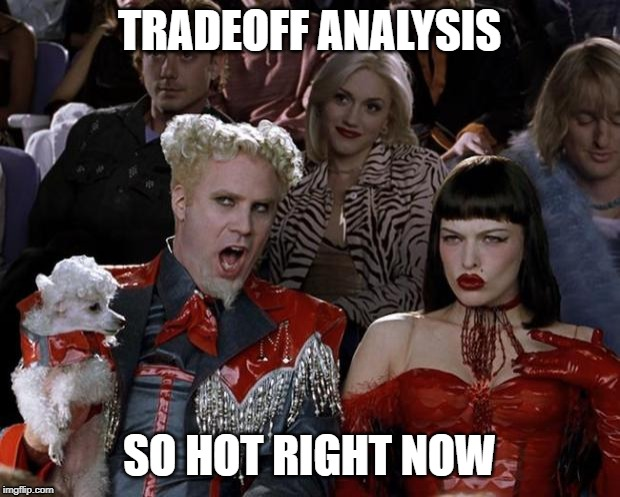 TRADEOFF ANALYSIS
SO HOT RIGHT NOW
imgflip.com